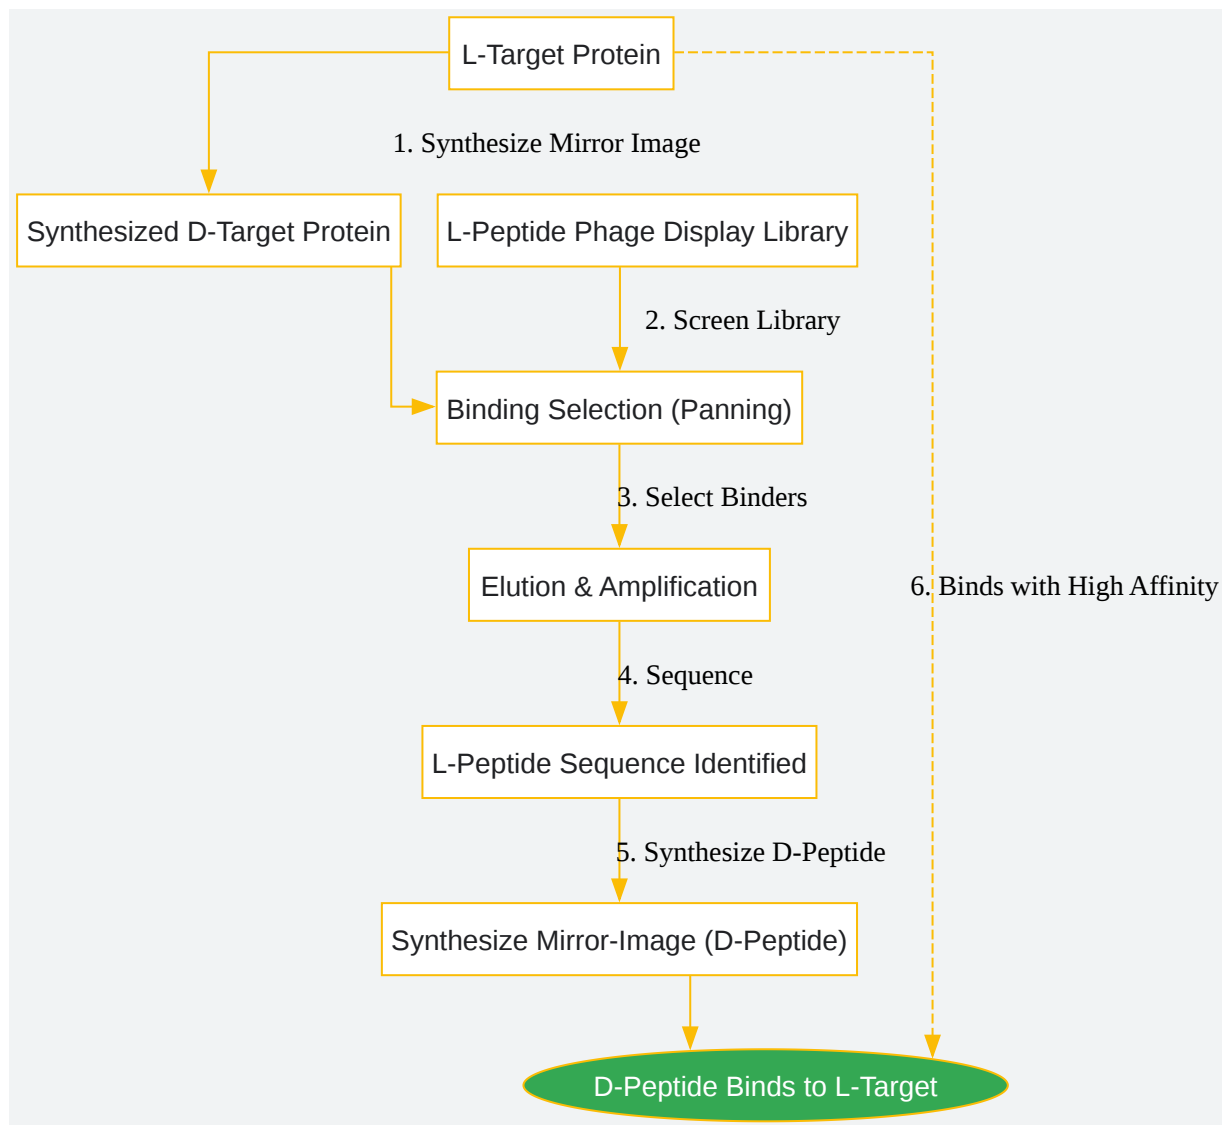 L-Target Protein
1. Synthesize Mirror Image
Synthesized D-Target Protein
L-Peptide Phage Display Library
2. Screen Library
Binding Selection (Panning)
3. Select Binders
Elution & Amplification
6. Binds with High Affinity
4. Sequence
L-Peptide Sequence Identified
5. Synthesize D-Peptide
Synthesize Mirror-Image (D-Peptide)
D-Peptide Binds to L-Target